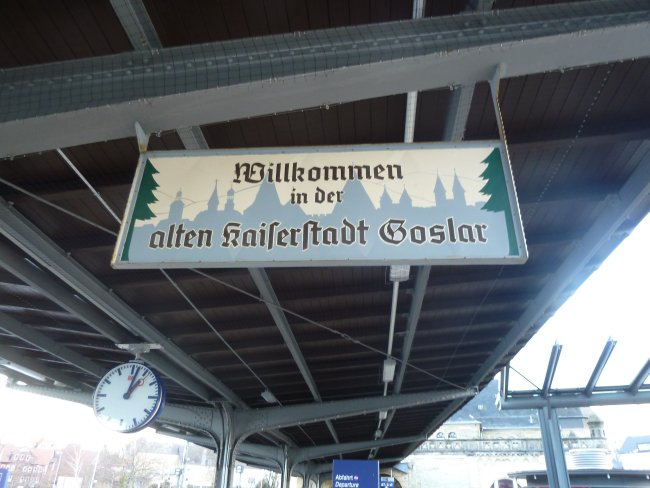 Willkommen
in der
alten Kaiſerſtadt Goslar
Abfahrt
Departure